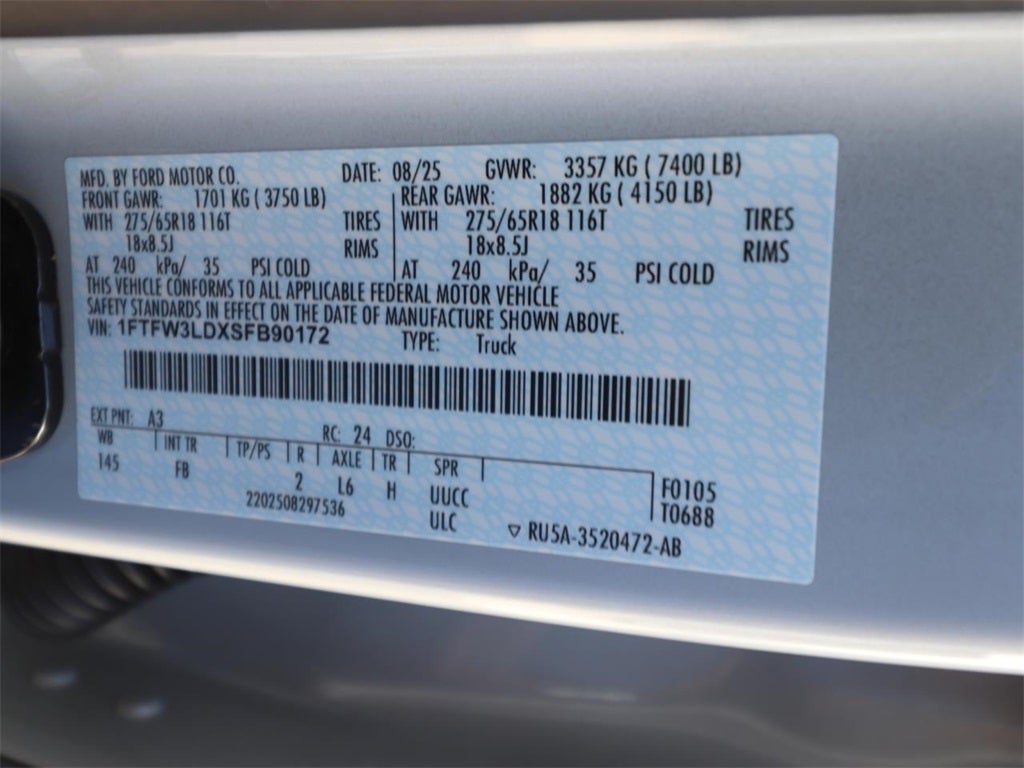 MFD. BY FORD MOTOR CO. DATE: 08/25 GVWR: 3357 KG ( 7400 LB)
FRONT GAWR: 1701 KG ( 3750 LB) REAR GAWR: 1882 KG ( 4150 LB)
WITH 275/65R18 116T TIRES WITH 275/65R18 116T TIRES
18x8.5J RIMS 18x8.5J RIMS
AT 240 kPa/ 35 PSI COLD AT 240 kPa/ 35 PSI COLD
THIS VEHICLE CONFORMS TO ALL APPLICABLE FEDERAL MOTOR VEHICLE
SAFETY STANDARDS IN EFFECT ON THE DATE OF MANUFACTURE SHOWN ABOVE.
VIN: 1FTFW3LDXSFB90172 TYPE: Truck
EXT PNT: A3 RC: 24 DSO:
WB INT TR TP/PS R AXLE TR SPR
145 FB 2 L6 H UUCC F0105
2202508297536 ULC T0688
▽ RU5A-3520472-AB